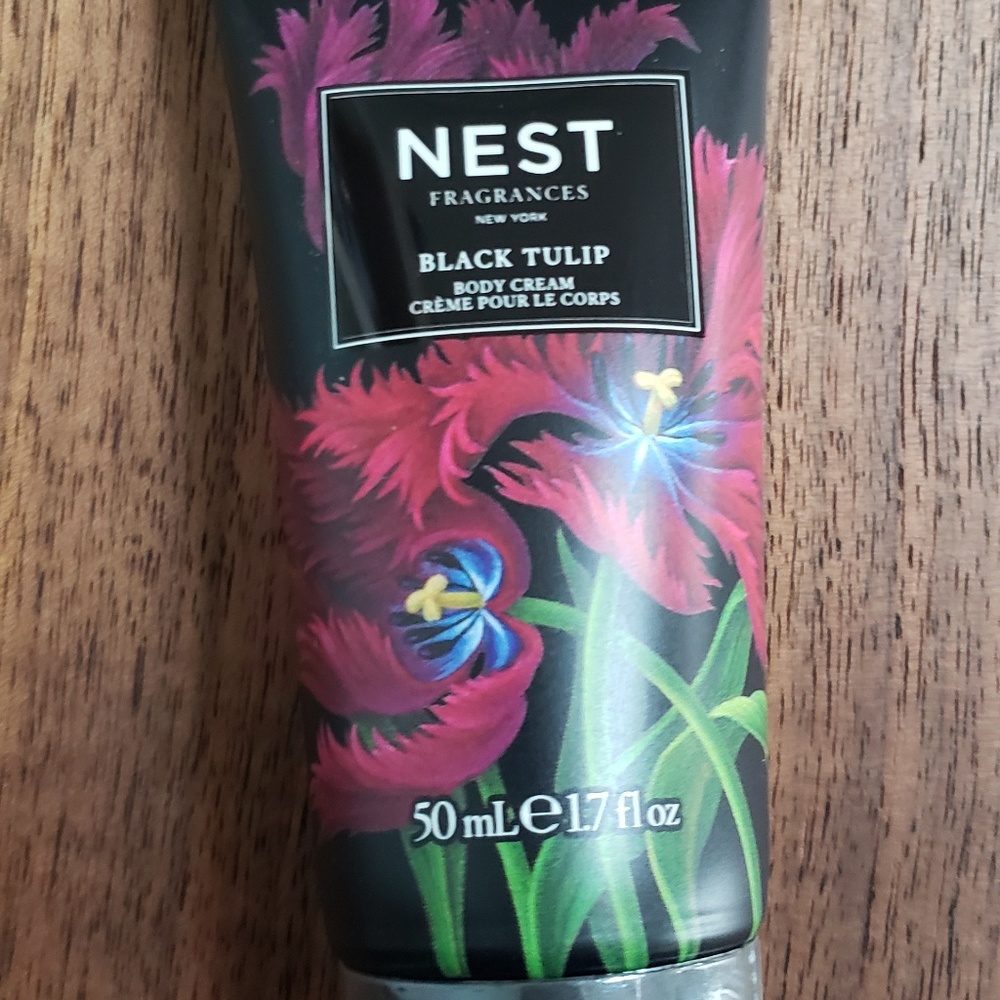 NEST
FRAGRANCES
NEW YORK
BLACK TULIP
BODY CREAM
CRÈME POUR LE CORPS
50 mL ℮ 1.7 fl oz